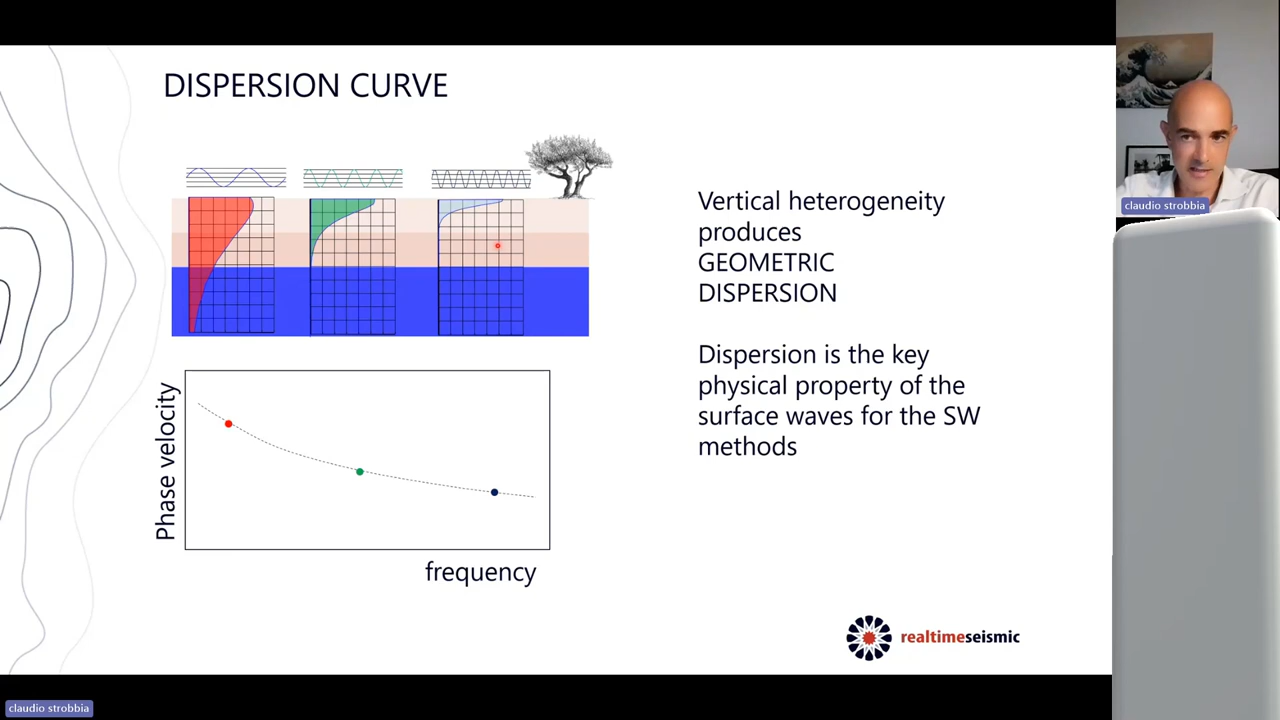 DISPERSION CURVE
Vertical heterogeneity
produces
GEOMETRIC
DISPERSION
Dispersion is the key
physical property of the
surface waves for the SW
methods
Phase velocity
frequency
realtimeseismic
claudio strobbia
claudio strobbia